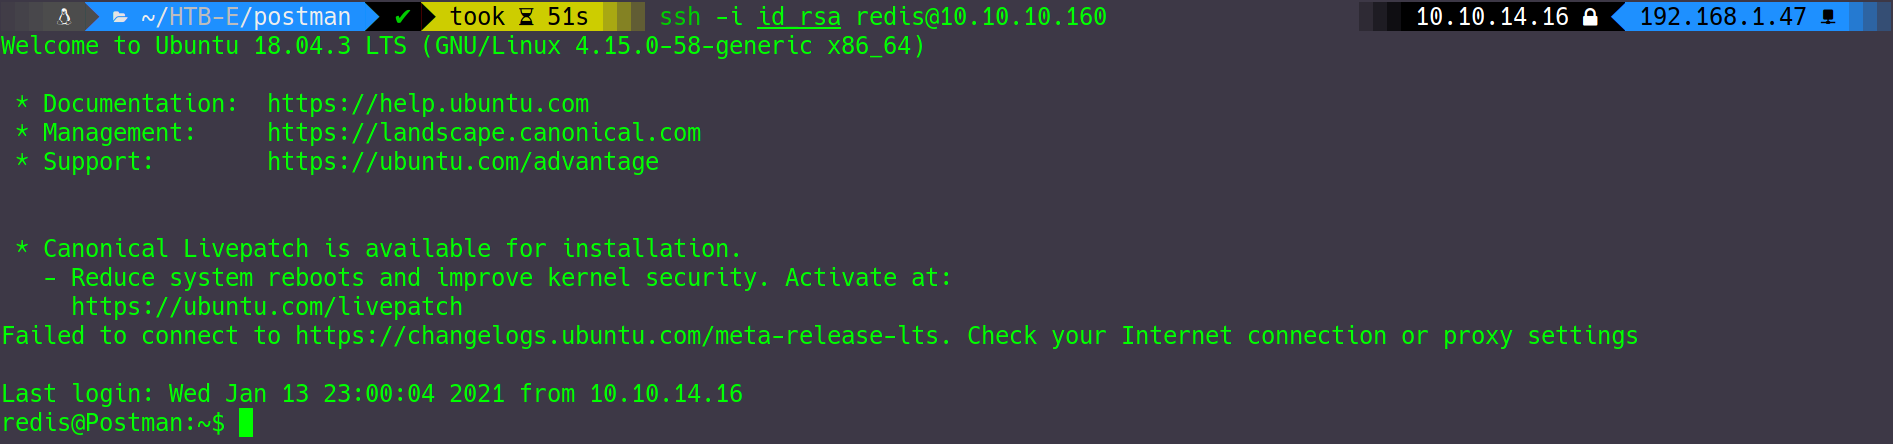 ~/HTB-E/postman ✔ took 51s ssh -i id_rsa redis@10.10.10.160 10.10.14.16 192.168.1.47
Welcome to Ubuntu 18.04.3 LTS (GNU/Linux 4.15.0-58-generic x86_64)
* Documentation: https://help.ubuntu.com
* Management: https://landscape.canonical.com
* Support: https://ubuntu.com/advantage
* Canonical Livepatch is available for installation.
- Reduce system reboots and improve kernel security. Activate at:
https://ubuntu.com/livepatch
Failed to connect to https://changelogs.ubuntu.com/meta-release-lts. Check your Internet connection or proxy settings
Last login: Wed Jan 13 23:00:04 2021 from 10.10.14.16
redis@Postman:~$